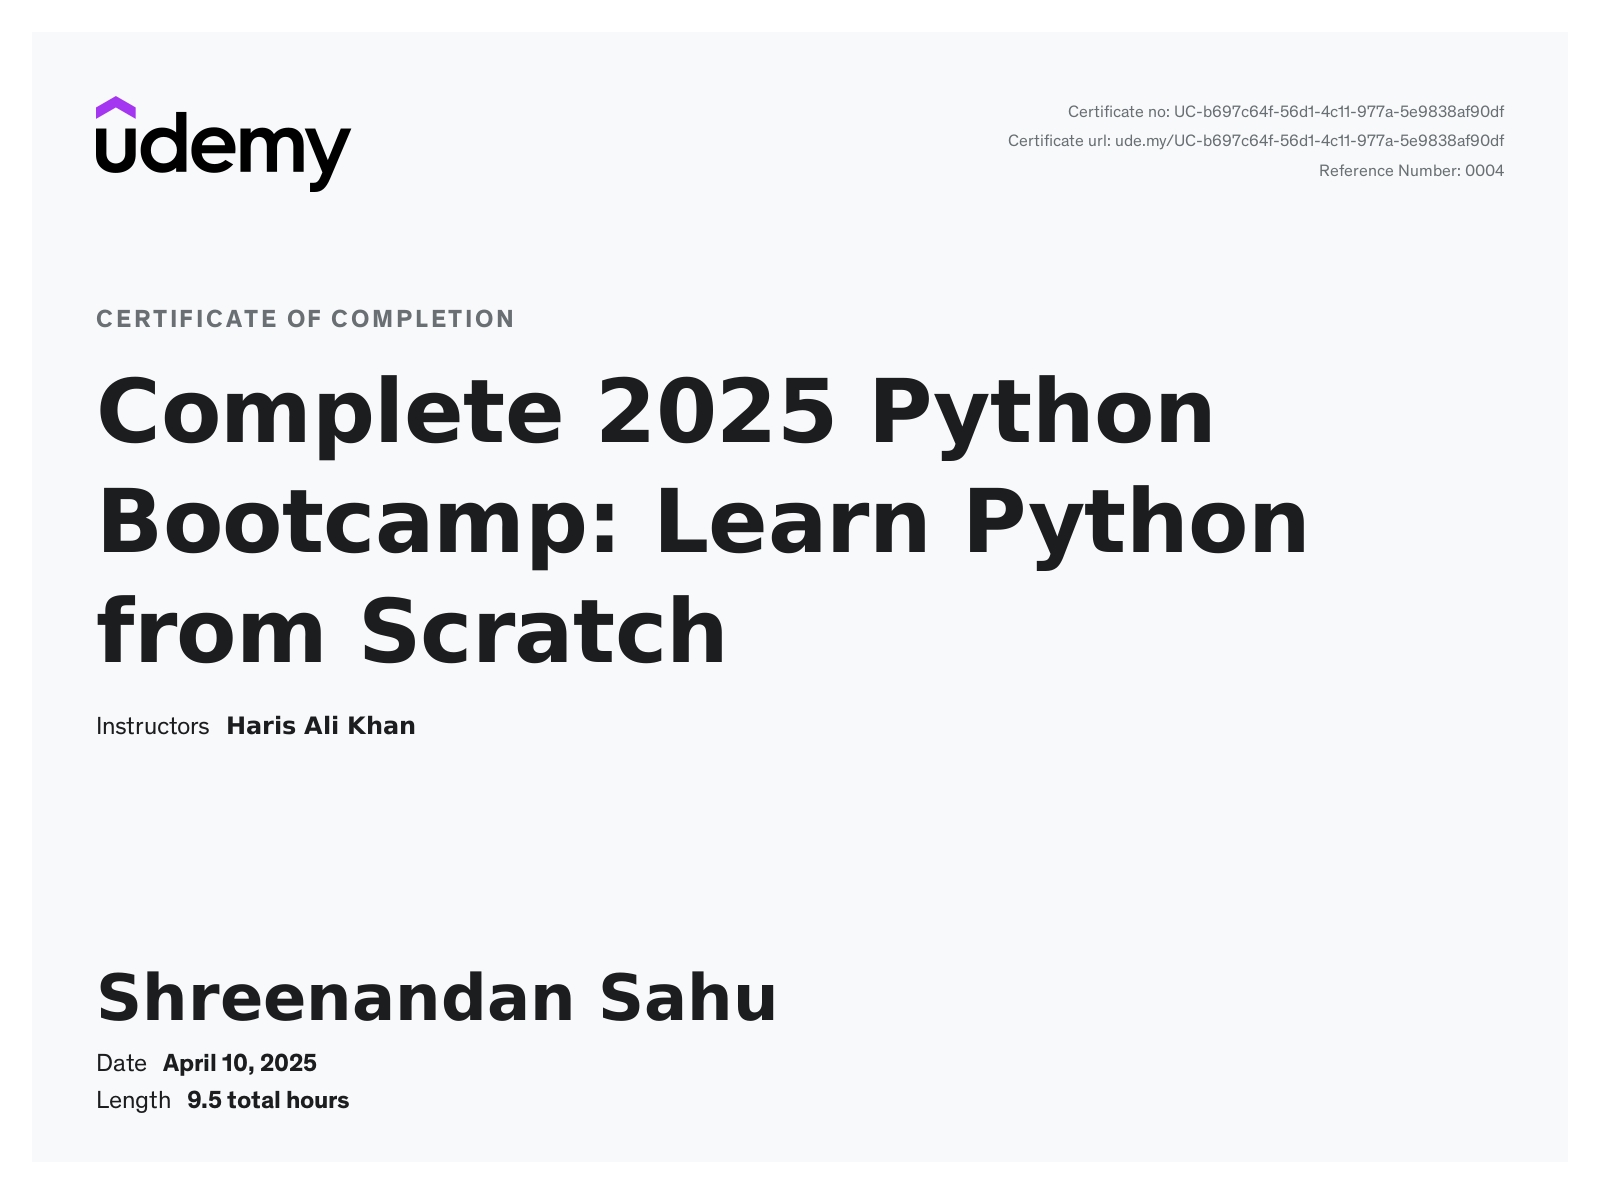 udemy
Certificate no: UC-b697c64f-56d1-4c11-977a-5e9838af90df
Certificate url: ude.my/UC-b697c64f-56d1-4c11-977a-5e9838af90df
Reference Number: 0004
CERTIFICATE OF COMPLETION
Complete 2025 Python
Bootcamp: Learn Python
from Scratch
Instructors Haris Ali Khan
Shreenandan Sahu
Date April 10, 2025
Length 9.5 total hours